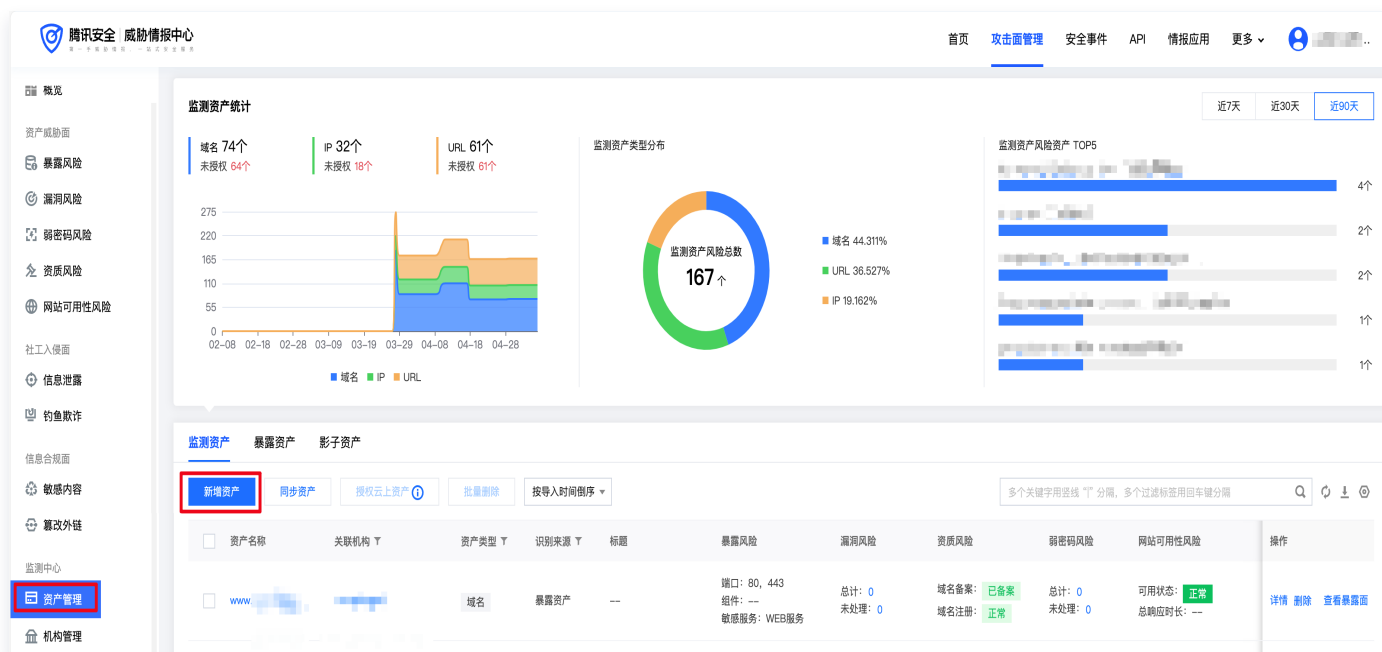 腾讯安全 威胁情报中心
首页 攻击面管理 安全事件 API 情报应用 更多
概览
资产威胁面
暴露风险
漏洞风险
弱密码风险
资质风险
网站可用性风险
社工入侵面
信息泄露
钓鱼欺诈
信息合规面
敏感内容
篡改外链
监测中心
资产管理
机构管理
监测资产统计
近7天 近30天 近90天
域名 74个
未授权 64个
IP 32个
未授权 18个
URL 61个
未授权 61个
275
220
165
110
55
0
02-08 02-18 02-28 03-09 03-19 03-29 04-08 04-18 04-28
域名 IP URL
监测资产类型分布
监测资产风险总数
167 个
域名 44.311%
URL 36.527%
IP 19.162%
监测资产风险资产 TOP5
4个
2个
2个
1个
1个
监测资产 暴露资产 影子资产
新增资产 同步资产 授权云上资产 批量删除 按导入时间倒序
多个关键字用竖线 "|" 分隔，多个过滤标签用回车键分隔
资产名称 关联机构 资产类型 识别来源 标题 暴露风险 漏洞风险 资质风险 弱密码风险 网站可用性风险 操作
www.
域名
暴露资产
--
端口：80，443
组件：--
敏感服务：WEB服务
总计：0
未处理：0
域名备案：已备案
域名注册：正常
总计：0
未处理：0
可用状态：正常
总响应时长：--
详情 删除 查看暴露面